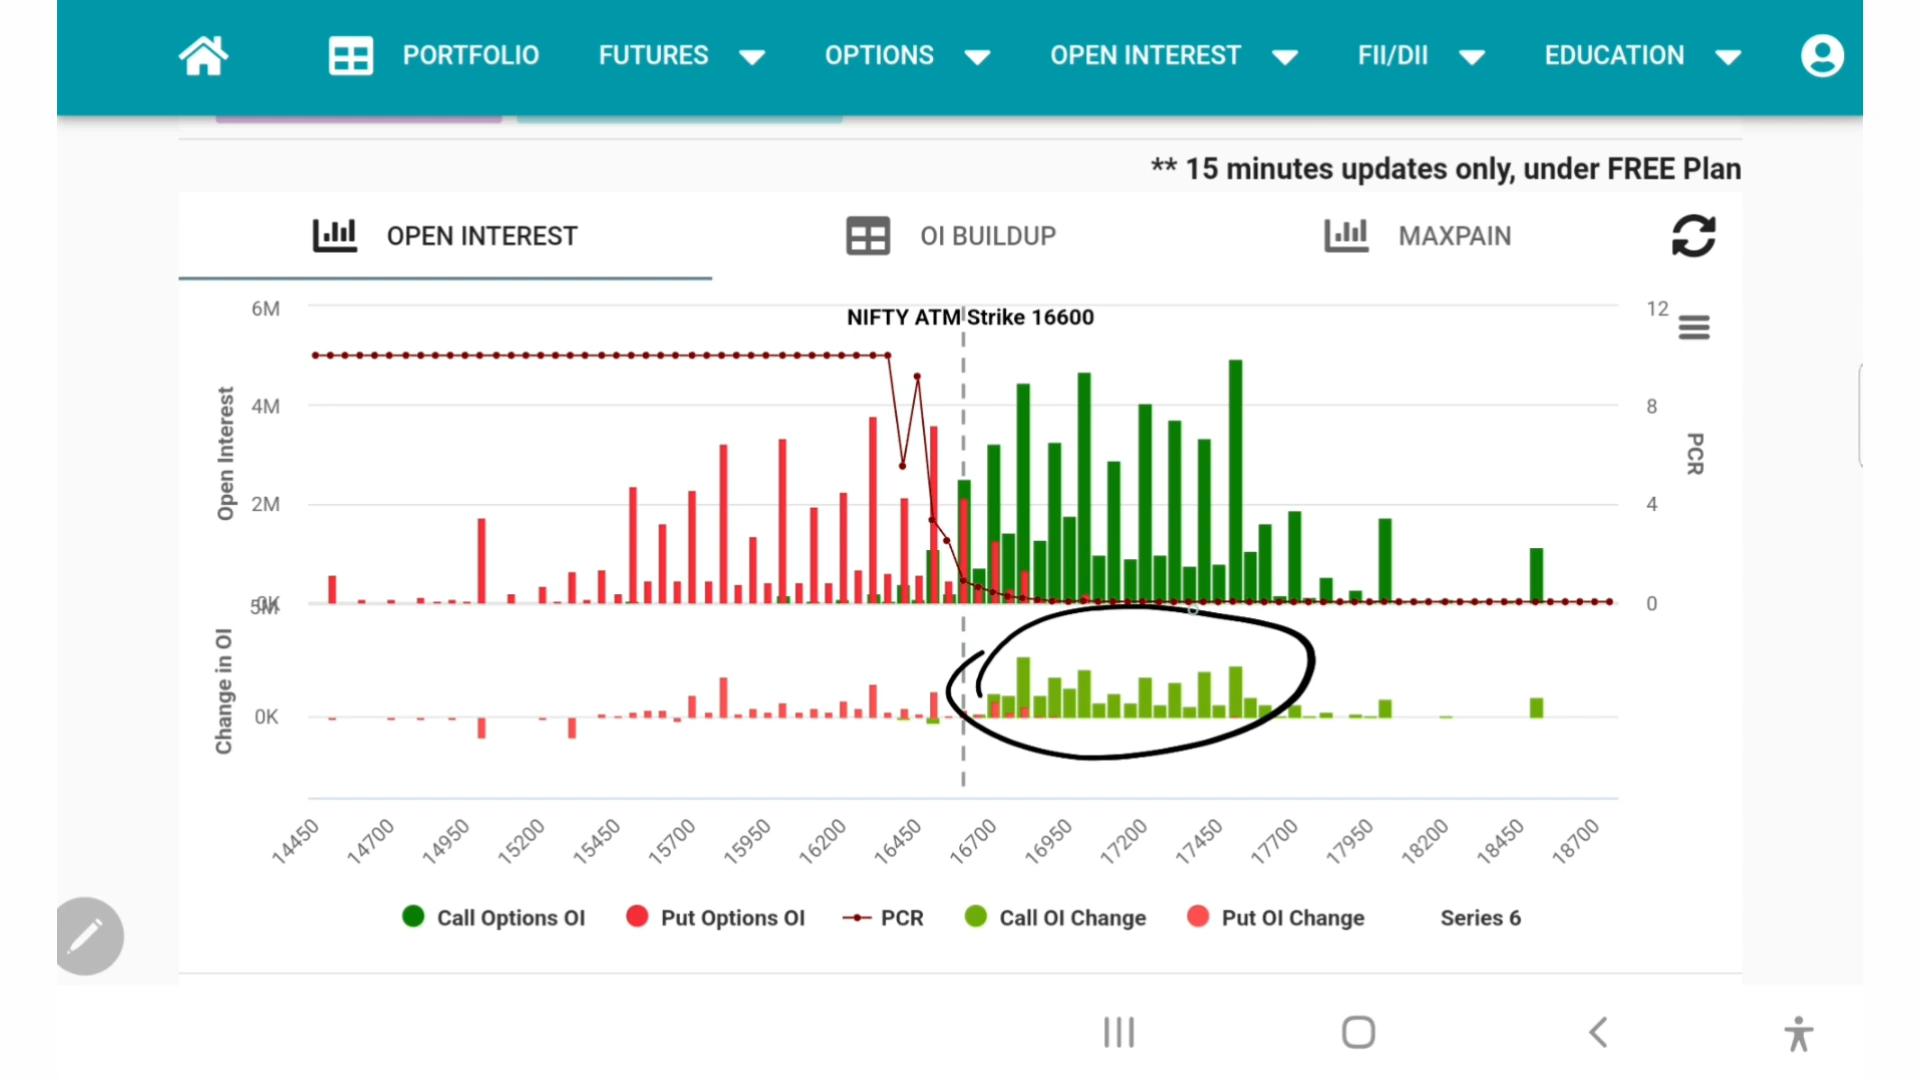 PORTFOLIO FUTURES OPTIONS OPEN INTEREST FII/DII EDUCATION
** 15 minutes updates only, under FREE Plan
OPEN INTEREST OI BUILDUP MAXPAIN
NIFTY ATM Strike 16600
6M
4M
2M
0K
Open Interest
12
8
4
0
PCR
5M
0K
Change in OI
14450 14700 14950 15200 15450 15700 15950 16200 16450 16700 16950 17200 17450 17700 17950 18200 18450 18700
Call Options OI Put Options OI PCR Call OI Change Put OI Change Series 6